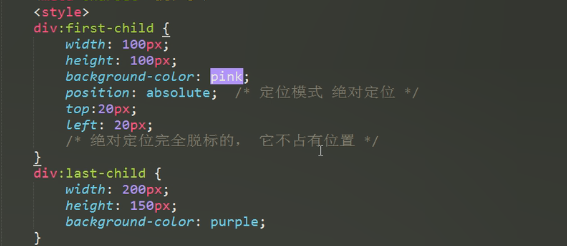 <style>
div:first-child {
width: 100px;
height: 100px;
background-color: pink;
position: absolute;  /* 定位模式 绝对定位 */
top:20px;
left: 20px;
/* 绝对定位完全脱标的， 它不占有位置 */
}
div:last-child {
width: 200px;
height: 150px;
background-color: purple;
}